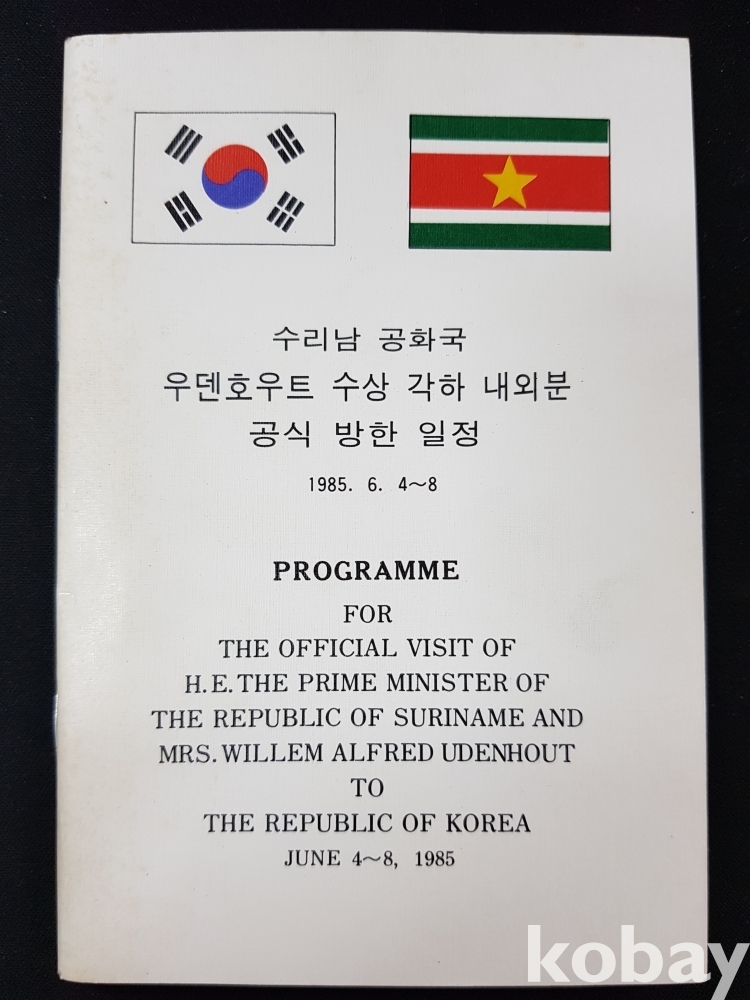 수리남 공화국
우덴호우트 수상 각하 내외분
공식 방한 일정
1985. 6. 4~8
PROGRAMME
FOR
THE OFFICIAL VISIT OF
H.E.THE PRIME MINISTER OF
THE REPUBLIC OF SURINAME AND
MRS.WILLEM ALFRED UDENHOUT
TO
THE REPUBLIC OF KOREA
JUNE 4~8, 1985
kobay